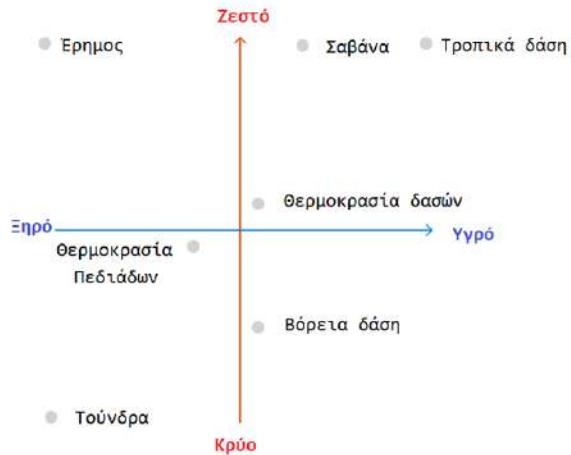 Ζεστό
Έρημος
Σαβάνα
Τροπικά δάση
Θερμοκρασία δασών
Ξηρό
Υγρό
Θερμοκρασία
Πεδιάδων
Βόρεια δάση
Τούνδρα
Κρύο